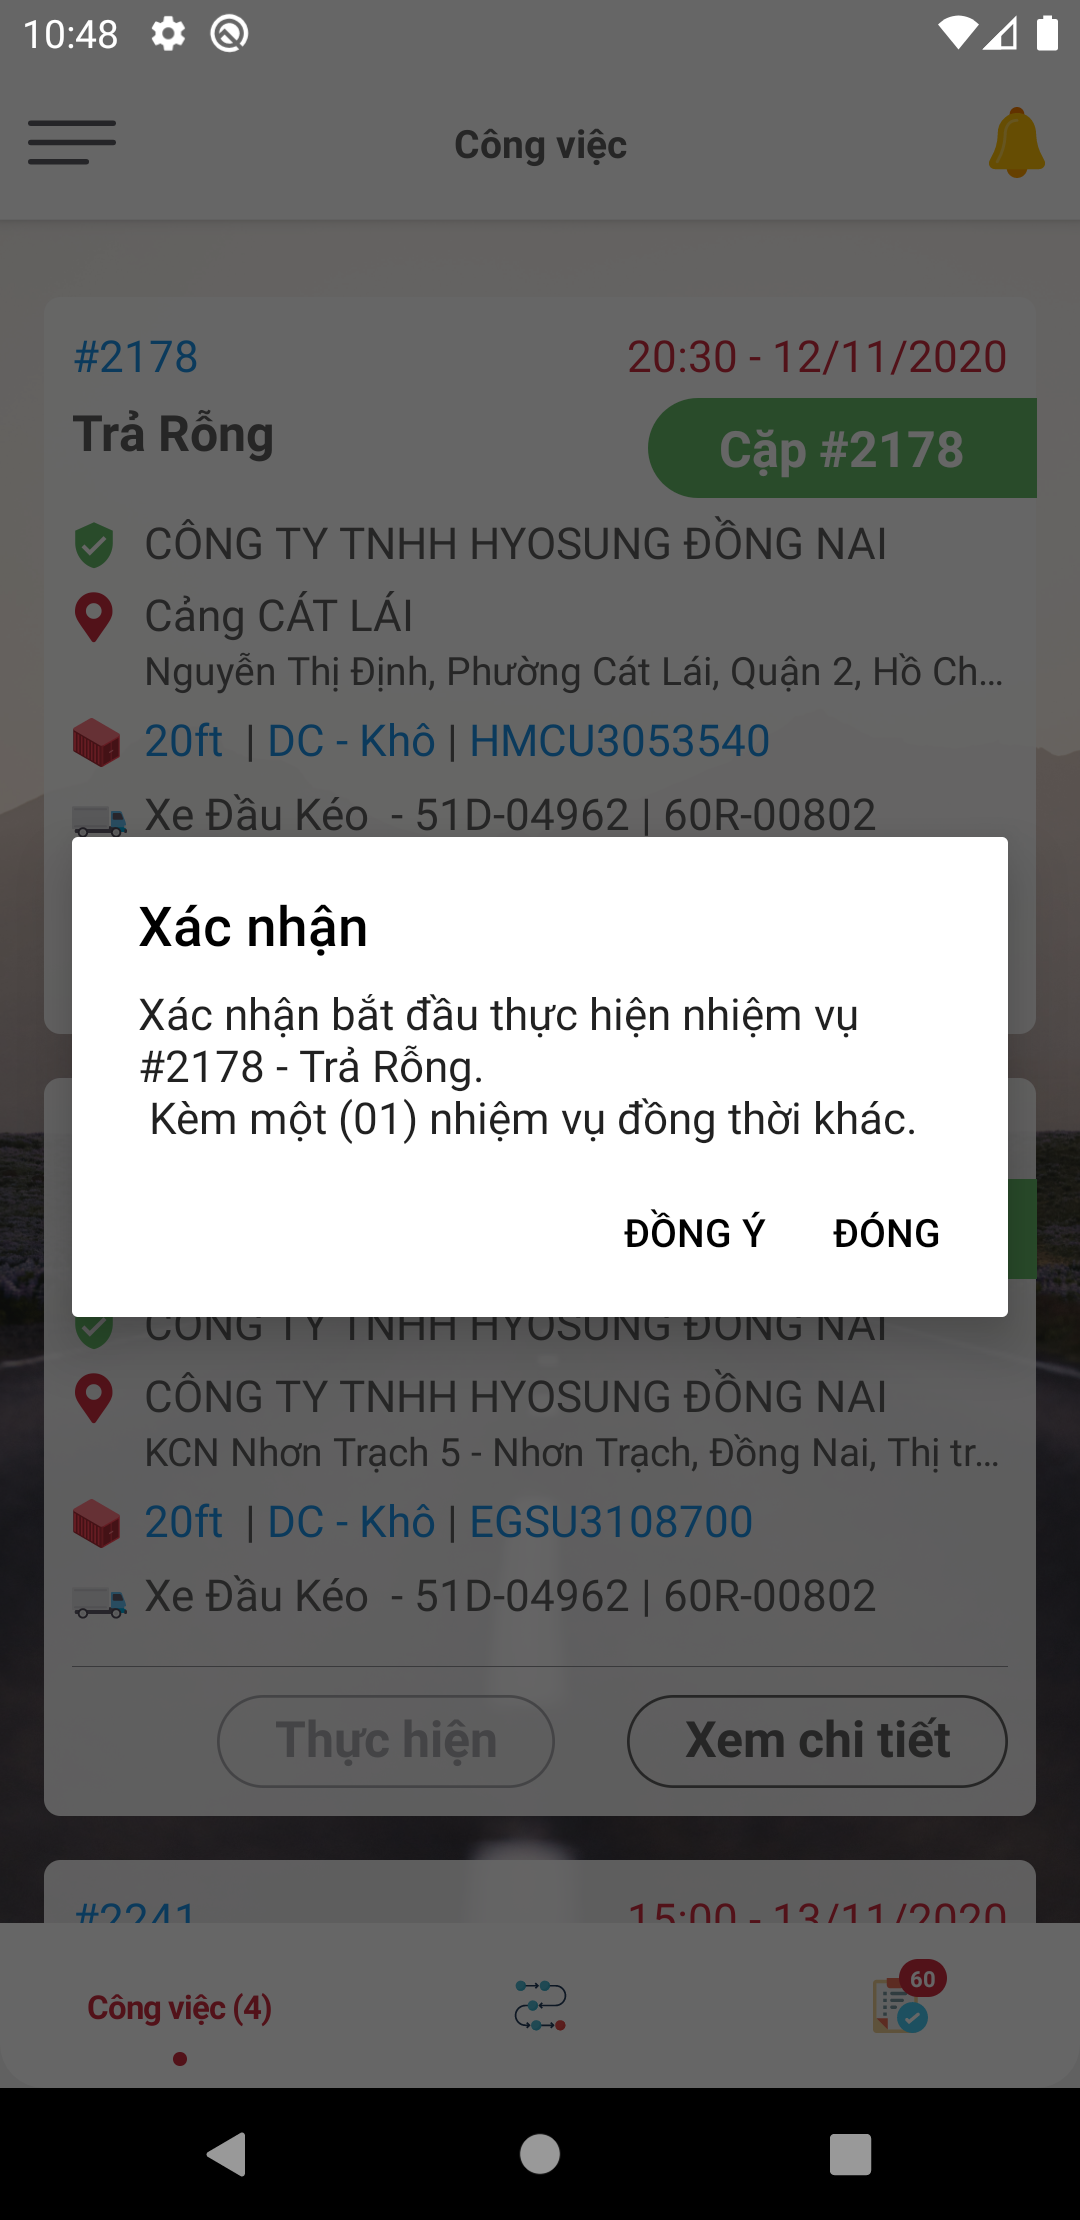 10:48
Công việc
#2178
20:30 - 12/11/2020
Trả Rỗng
Cặp #2178
CÔNG TY TNHH HYOSUNG ĐỒNG NAI
Cảng CÁT LÁI
Nguyễn Thị Định, Phường Cát Lái, Quận 2, Hồ Ch...
20ft | DC - Khô | HMCU3053540
Xe Đầu Kéo - 51D-04962 | 60R-00802
Xác nhận
Xác nhận bắt đầu thực hiện nhiệm vụ
#2178 - Trả Rỗng.
Kèm một (01) nhiệm vụ đồng thời khác.
ĐỒNG Ý
ĐÓNG
CÔNG TY TNHH HYOSUNG ĐỒNG NAI
CÔNG TY TNHH HYOSUNG ĐỒNG NAI
KCN Nhơn Trạch 5 - Nhơn Trạch, Đồng Nai, Thị tr...
20ft | DC - Khô | EGSU3108700
Xe Đầu Kéo - 51D-04962 | 60R-00802
Thực hiện
Xem chi tiết
#2241
15:00 - 13/11/2020
Công việc (4)
60